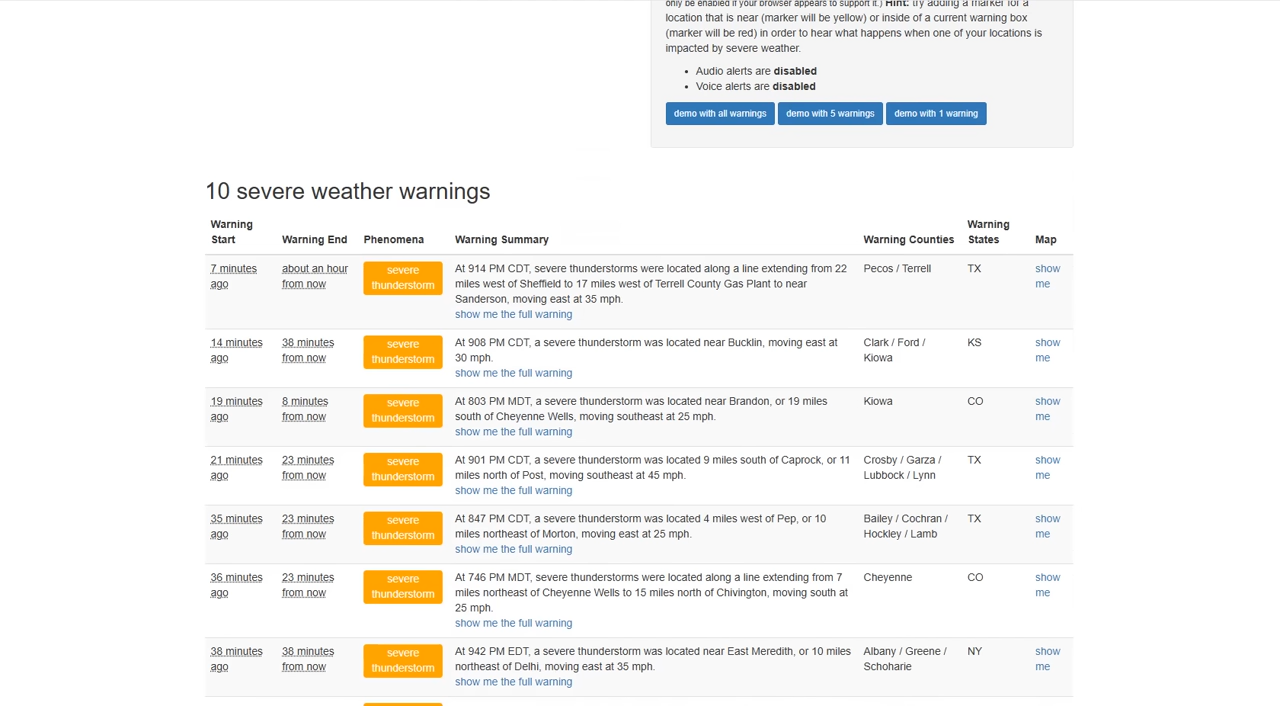 only be enabled if your browser appears to support it.) Hint: try adding a marker for a
location that is near (marker will be yellow) or inside of a current warning box
(marker will be red) in order to hear what happens when one of your locations is
impacted by severe weather.
• Audio alerts are disabled
• Voice alerts are disabled
demo with all warnings demo with 5 warnings demo with 1 warning
10 severe weather warnings
Warning Start Warning End Phenomena Warning Summary Warning Counties Warning States Map
7 minutes ago about an hour from now severe thunderstorm
At 914 PM CDT, severe thunderstorms were located along a line extending from 22
miles west of Sheffield to 17 miles west of Terrell County Gas Plant to near
Sanderson, moving east at 35 mph.
show me the full warning
Pecos / Terrell TX show me
14 minutes ago 38 minutes from now severe thunderstorm
At 908 PM CDT, a severe thunderstorm was located near Bucklin, moving east at
30 mph.
show me the full warning
Clark / Ford / Kiowa KS show me
19 minutes ago 8 minutes from now severe thunderstorm
At 803 PM MDT, a severe thunderstorm was located near Brandon, or 19 miles
south of Cheyenne Wells, moving southeast at 25 mph.
show me the full warning
Kiowa CO show me
21 minutes ago 23 minutes from now severe thunderstorm
At 901 PM CDT, a severe thunderstorm was located 9 miles south of Caprock, or 11
miles north of Post, moving southeast at 45 mph.
show me the full warning
Crosby / Garza / Lubbock / Lynn TX show me
35 minutes ago 23 minutes from now severe thunderstorm
At 847 PM CDT, a severe thunderstorm was located 4 miles west of Pep, or 10
miles northeast of Morton, moving east at 25 mph.
show me the full warning
Bailey / Cochran / Hockley / Lamb TX show me
36 minutes ago 23 minutes from now severe thunderstorm
At 746 PM MDT, severe thunderstorms were located along a line extending from 7
miles northeast of Cheyenne Wells to 15 miles north of Chivington, moving south at
25 mph.
show me the full warning
Cheyenne CO show me
38 minutes ago 38 minutes from now severe thunderstorm
At 942 PM EDT, a severe thunderstorm was located near East Meredith, or 10 miles
northeast of Delhi, moving east at 35 mph.
show me the full warning
Albany / Greene / Schoharie NY show me